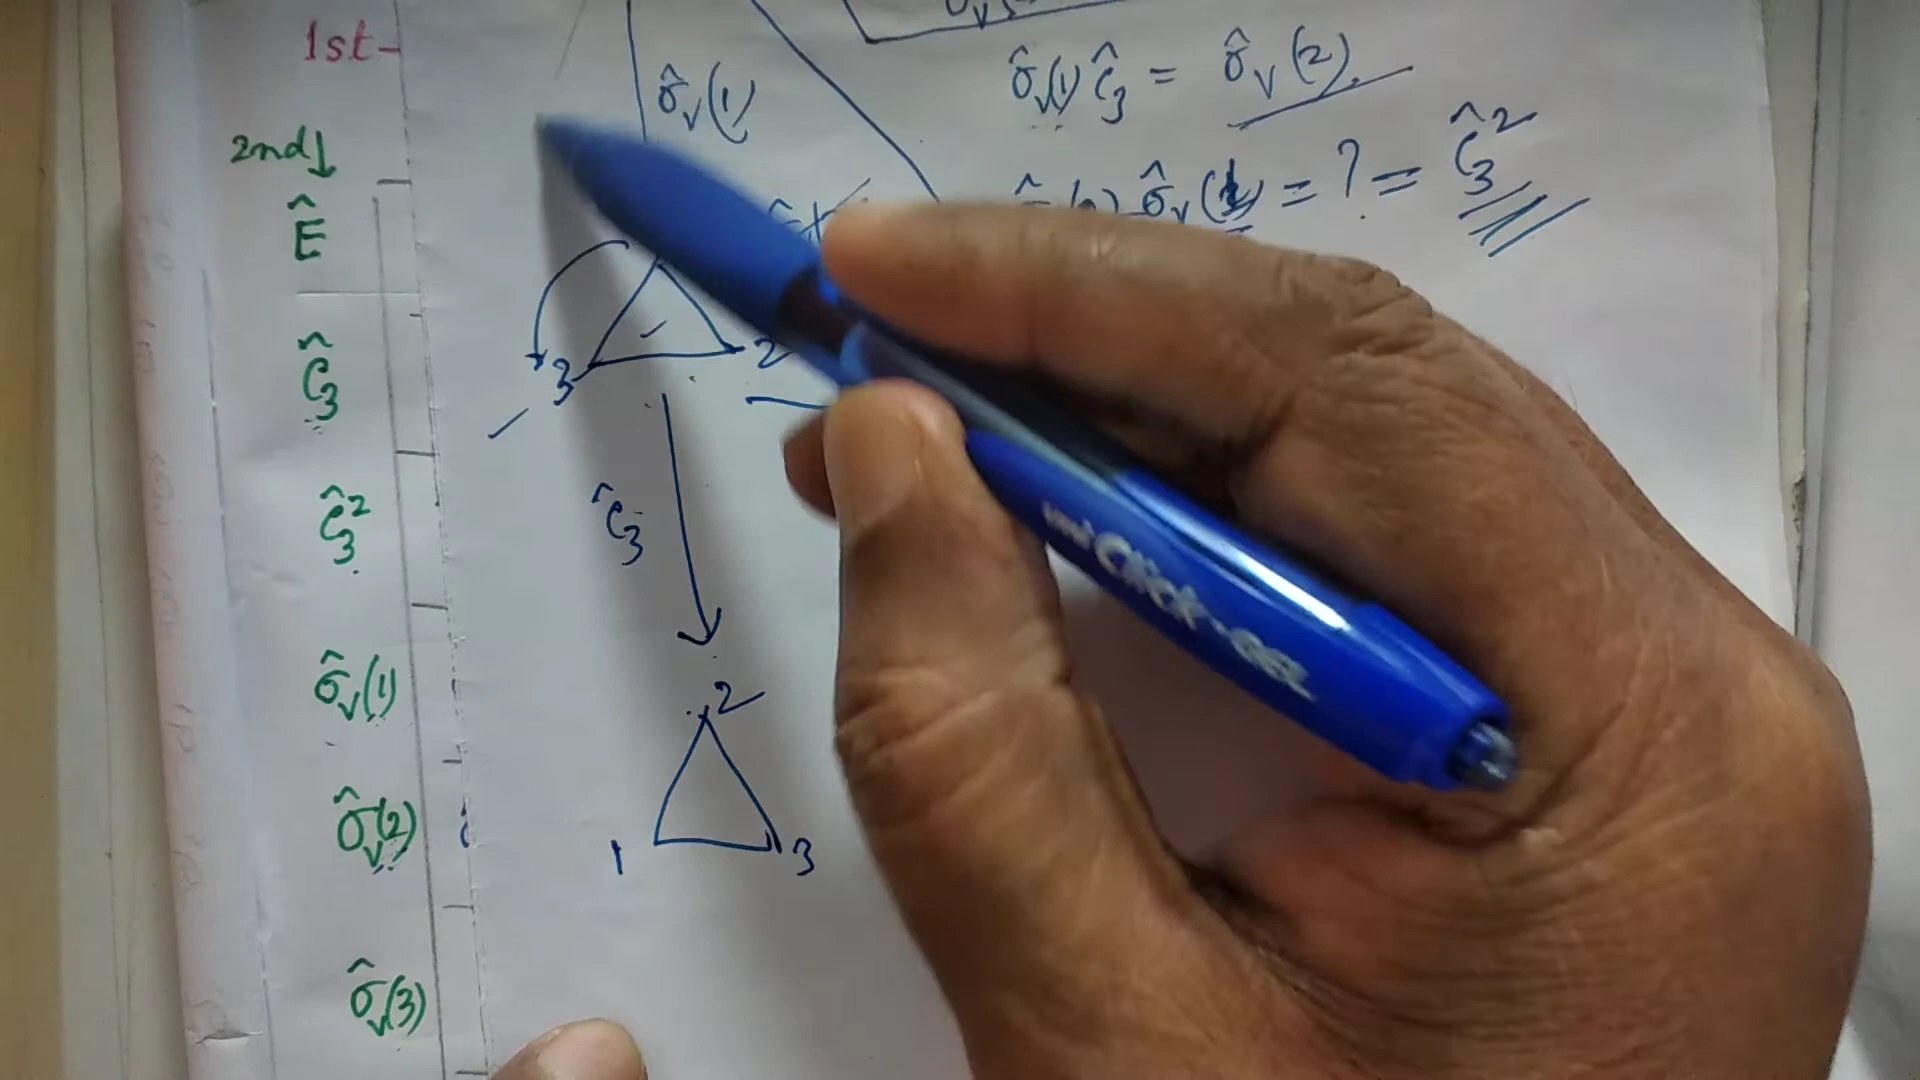 1st-
2nd↓
Ê
Ĉ₃
Ĉ₃²
σ̂ᵥ(1)
σ̂ᵥ(2)
σ̂ᵥ(3)
σ̂ᵥ(1)
3 2
Ĉ₃
2
1 3
σ̂ᵥ(1) Ĉ₃ = σ̂ᵥ(2).
σ̂ᵥ(1) = ? = Ĉ₃²
uni Click-GEL